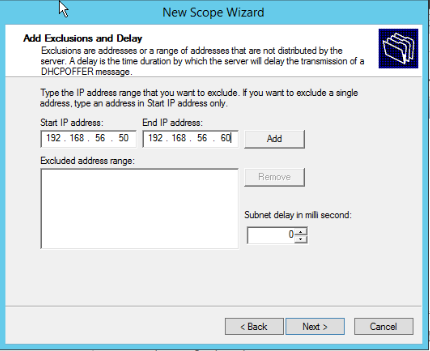 New Scope Wizard
Add Exclusions and Delay
Exclusions are addresses or a range of addresses that are not distributed by the
server. A delay is the time duration by which the server will delay the transmission of a
DHCPOFFER message.
Type the IP address range that you want to exclude. If you want to exclude a single
address, type an address in Start IP address only.
Start IP address: End IP address:
192 . 168 . 56 . 50 192 . 168 . 56 . 60 Add
Excluded address range:
Remove
Subnet delay in milli second:
0
< Back Next > Cancel